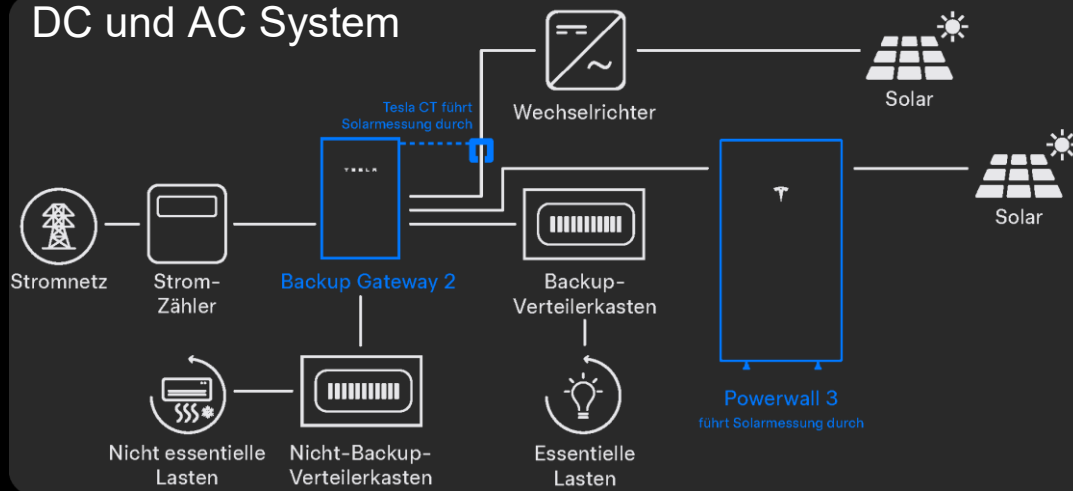 DC und AC System
Wechselrichter
Solar
Tesla CT führt
Solarmessung durch
TESLA
Solar
Stromnetz
Strom-
Zähler
Backup Gateway 2
Backup-
Verteilerkasten
Powerwall 3
führt Solarmessung durch
Nicht essentielle
Lasten
Nicht-Backup-
Verteilerkasten
Essentielle
Lasten